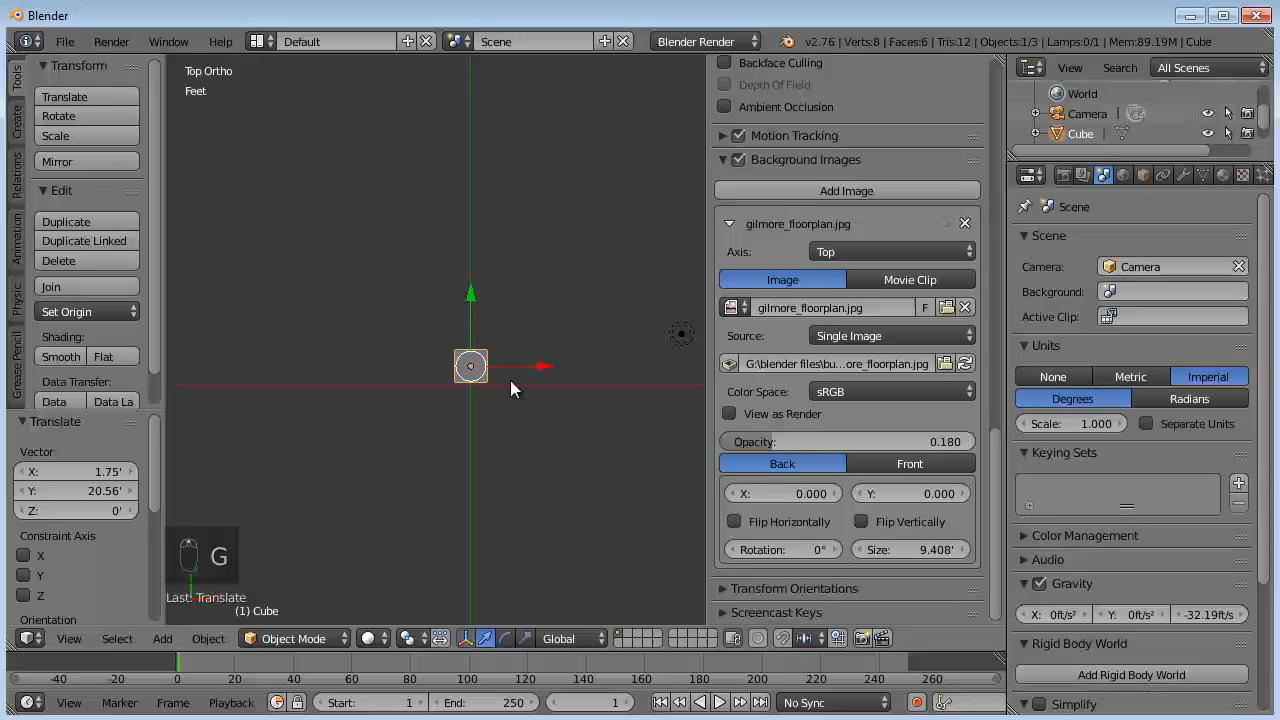 Blender
File Render Window Help Default Scene Blender Render v2.76 | Verts:8 | Faces:6 | Tris:12 | Objects:1/3 | Lamps:0/1 | Mem:89.19M | Cube
Tools
Create
Relations
Animation
Physic
Grease Pencil
Transform
Translate
Rotate
Scale
Mirror
Edit
Duplicate
Duplicate Linked
Delete
Join
Set Origin
Shading:
Smooth Flat
Data Transfer:
Data Data La
Translate
Vector
X: 1.75'
Y: 20.56'
Z: 0'
Constraint Axis
X
Y
Z
Orientation
Top Ortho
Feet
G
Last: Translate
(1) Cube
Backface Culling
Depth Of Field
Ambient Occlusion
Motion Tracking
Background Images
Add Image
gilmore_floorplan.jpg
Axis: Top
Image Movie Clip
gilmore_floorplan.jpg F
Source: Single Image
G:\blender files\bu...ore_floorplan.jpg
Color Space: sRGB
View as Render
Opacity: 0.180
Back Front
X: 0.000 Y: 0.000
Flip Horizontally Flip Vertically
Rotation: 0° Size: 9.408'
Transform Orientations
Screencast Keys
View Search All Scenes
World
Camera
Cube
Scene
Scene
Camera: Camera
Background:
Active Clip:
Units
None Metric Imperial
Degrees Radians
Scale: 1.000 Separate Units
Keying Sets
Color Management
Audio
Gravity
X: 0ft/s² Y: 0ft/s² -32.19ft/s
Rigid Body World
Add Rigid Body World
Simplify
View Select Add Object Object Mode Global
-40 -20 0 20 40 60 80 100 120 140 160 180 200 220 240 260
View Marker Frame Playback Start: 1 End: 250 1 No Sync